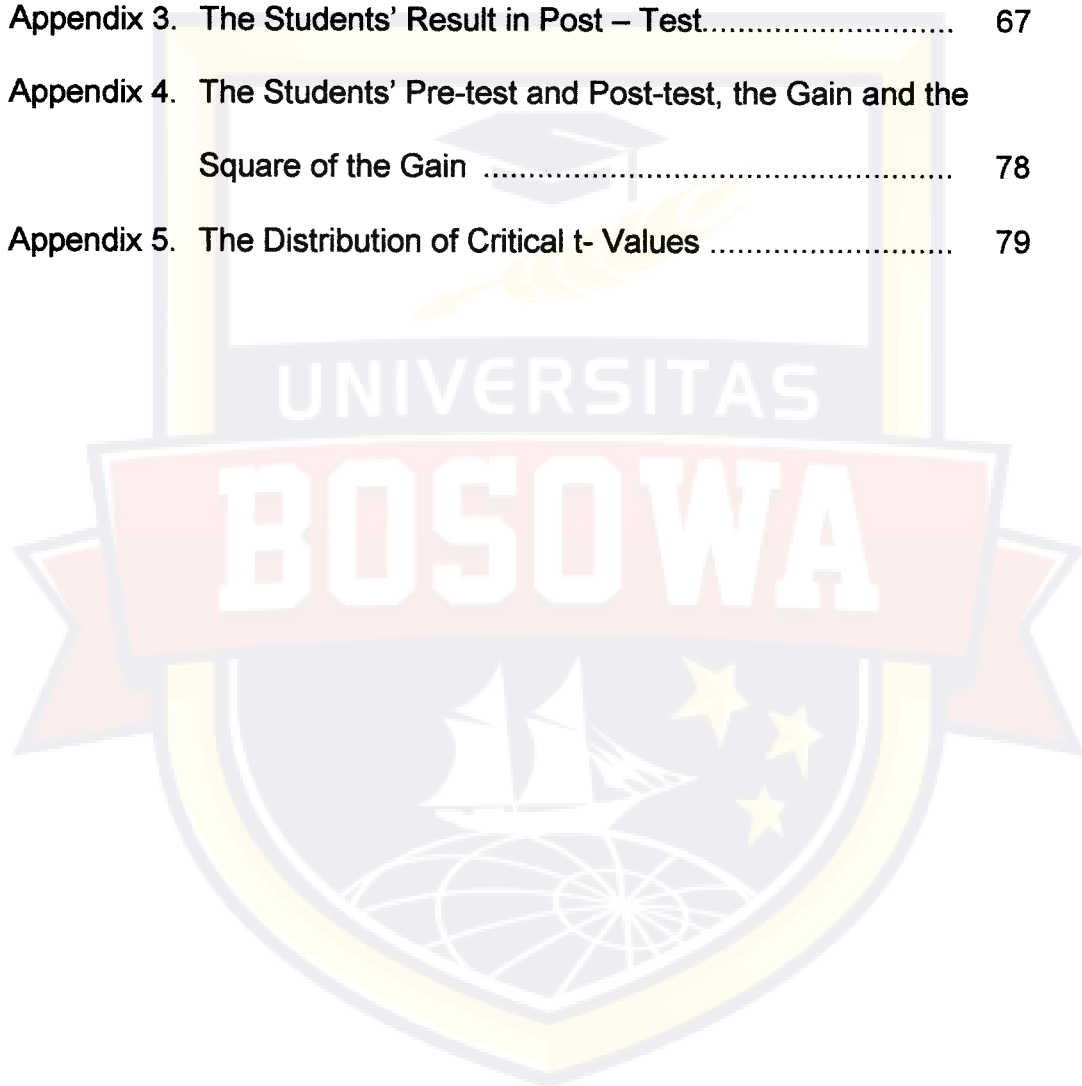 Appendix 3. The Students’ Result in Post – Test........................... 67
Appendix 4. The Students’ Pre-test and Post-test, the Gain and the
Square of the Gain .................................................. 78
Appendix 5. The Distribution of Critical t- Values .......................... 79
UNIVERSITAS
BOSOWA